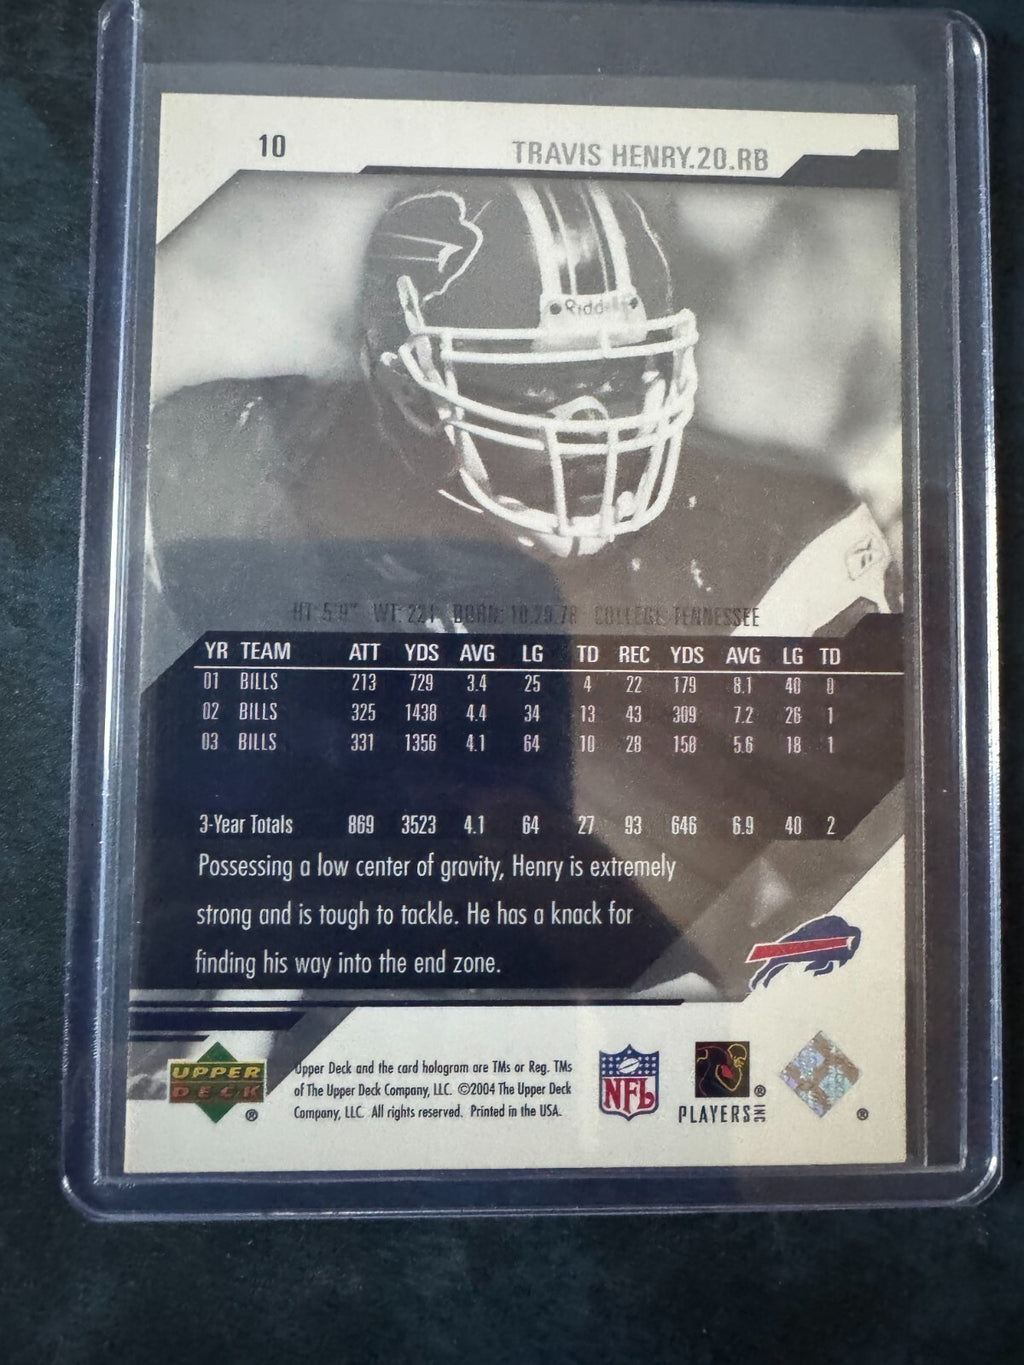 10
TRAVIS HENRY.20.RB
Riddell
HT: 5'9" WT: 221 BORN: 10.29.78 COLLEGE: TENNESSEE
YR TEAM ATT YDS AVG LG TD REC YDS AVG LG TD
01 BILLS 213 729 3.4 25 4 22 179 8.1 40 0
02 BILLS 325 1438 4.4 34 13 43 309 7.2 26 1
03 BILLS 331 1356 4.1 64 10 28 158 5.6 18 1
3-Year Totals 869 3523 4.1 64 27 93 646 6.9 40 2
Possessing a low center of gravity, Henry is extremely
strong and is tough to tackle. He has a knack for
finding his way into the end zone.
UPPER
DECK
®
Upper Deck and the card hologram are TMs or Reg. TMs
of The Upper Deck Company, LLC. ©2004 The Upper Deck
Company, LLC. All rights reserved. Printed in the USA.
NFL
PLAYERS INC
®
®